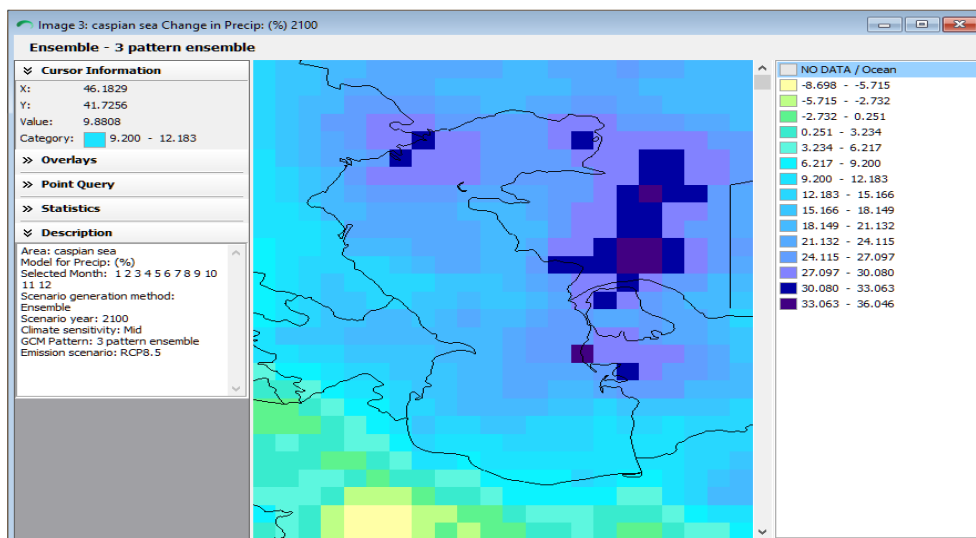 Image 3: caspian sea Change in Precip: (%) 2100
Ensemble - 3 pattern ensemble
Cursor Information
X: 46.1829
Y: 41.7256
Value: 9.8808
Category: 9.200 - 12.183
Overlays
Point Query
Statistics
Description
Area: caspian sea
Model for Precip: (%)
Selected Month: 1 2 3 4 5 6 7 8 9 10
11 12
Scenario generation method:
Ensemble
Scenario year: 2100
Climate sensitivity: Mid
GCM Pattern: 3 pattern ensemble
Emission scenario: RCP8.5
NO DATA / Ocean
-8.698 - -5.715
-5.715 - -2.732
-2.732 - 0.251
0.251 - 3.234
3.234 - 6.217
6.217 - 9.200
9.200 - 12.183
12.183 - 15.166
15.166 - 18.149
18.149 - 21.132
21.132 - 24.115
24.115 - 27.097
27.097 - 30.080
30.080 - 33.063
33.063 - 36.046